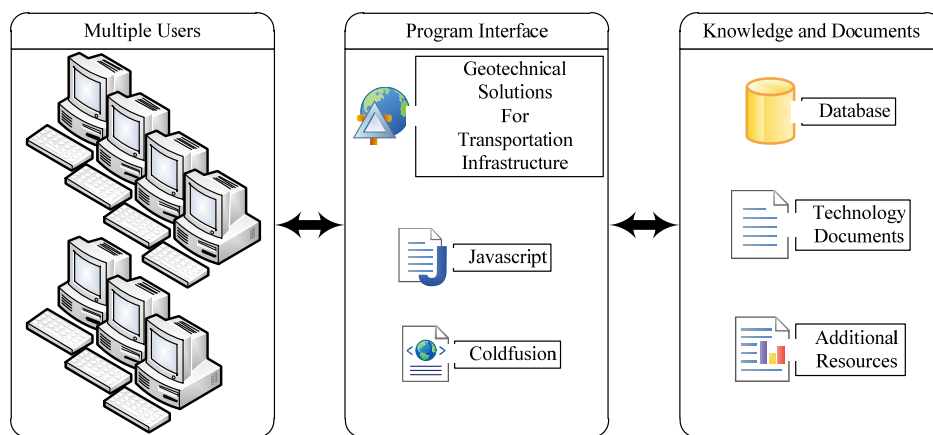 Multiple Users
Program Interface
Geotechnical
Solutions
For
Transportation
Infrastructure
Javascript
Coldfusion
Knowledge and Documents
Database
Technology
Documents
Additional
Resources